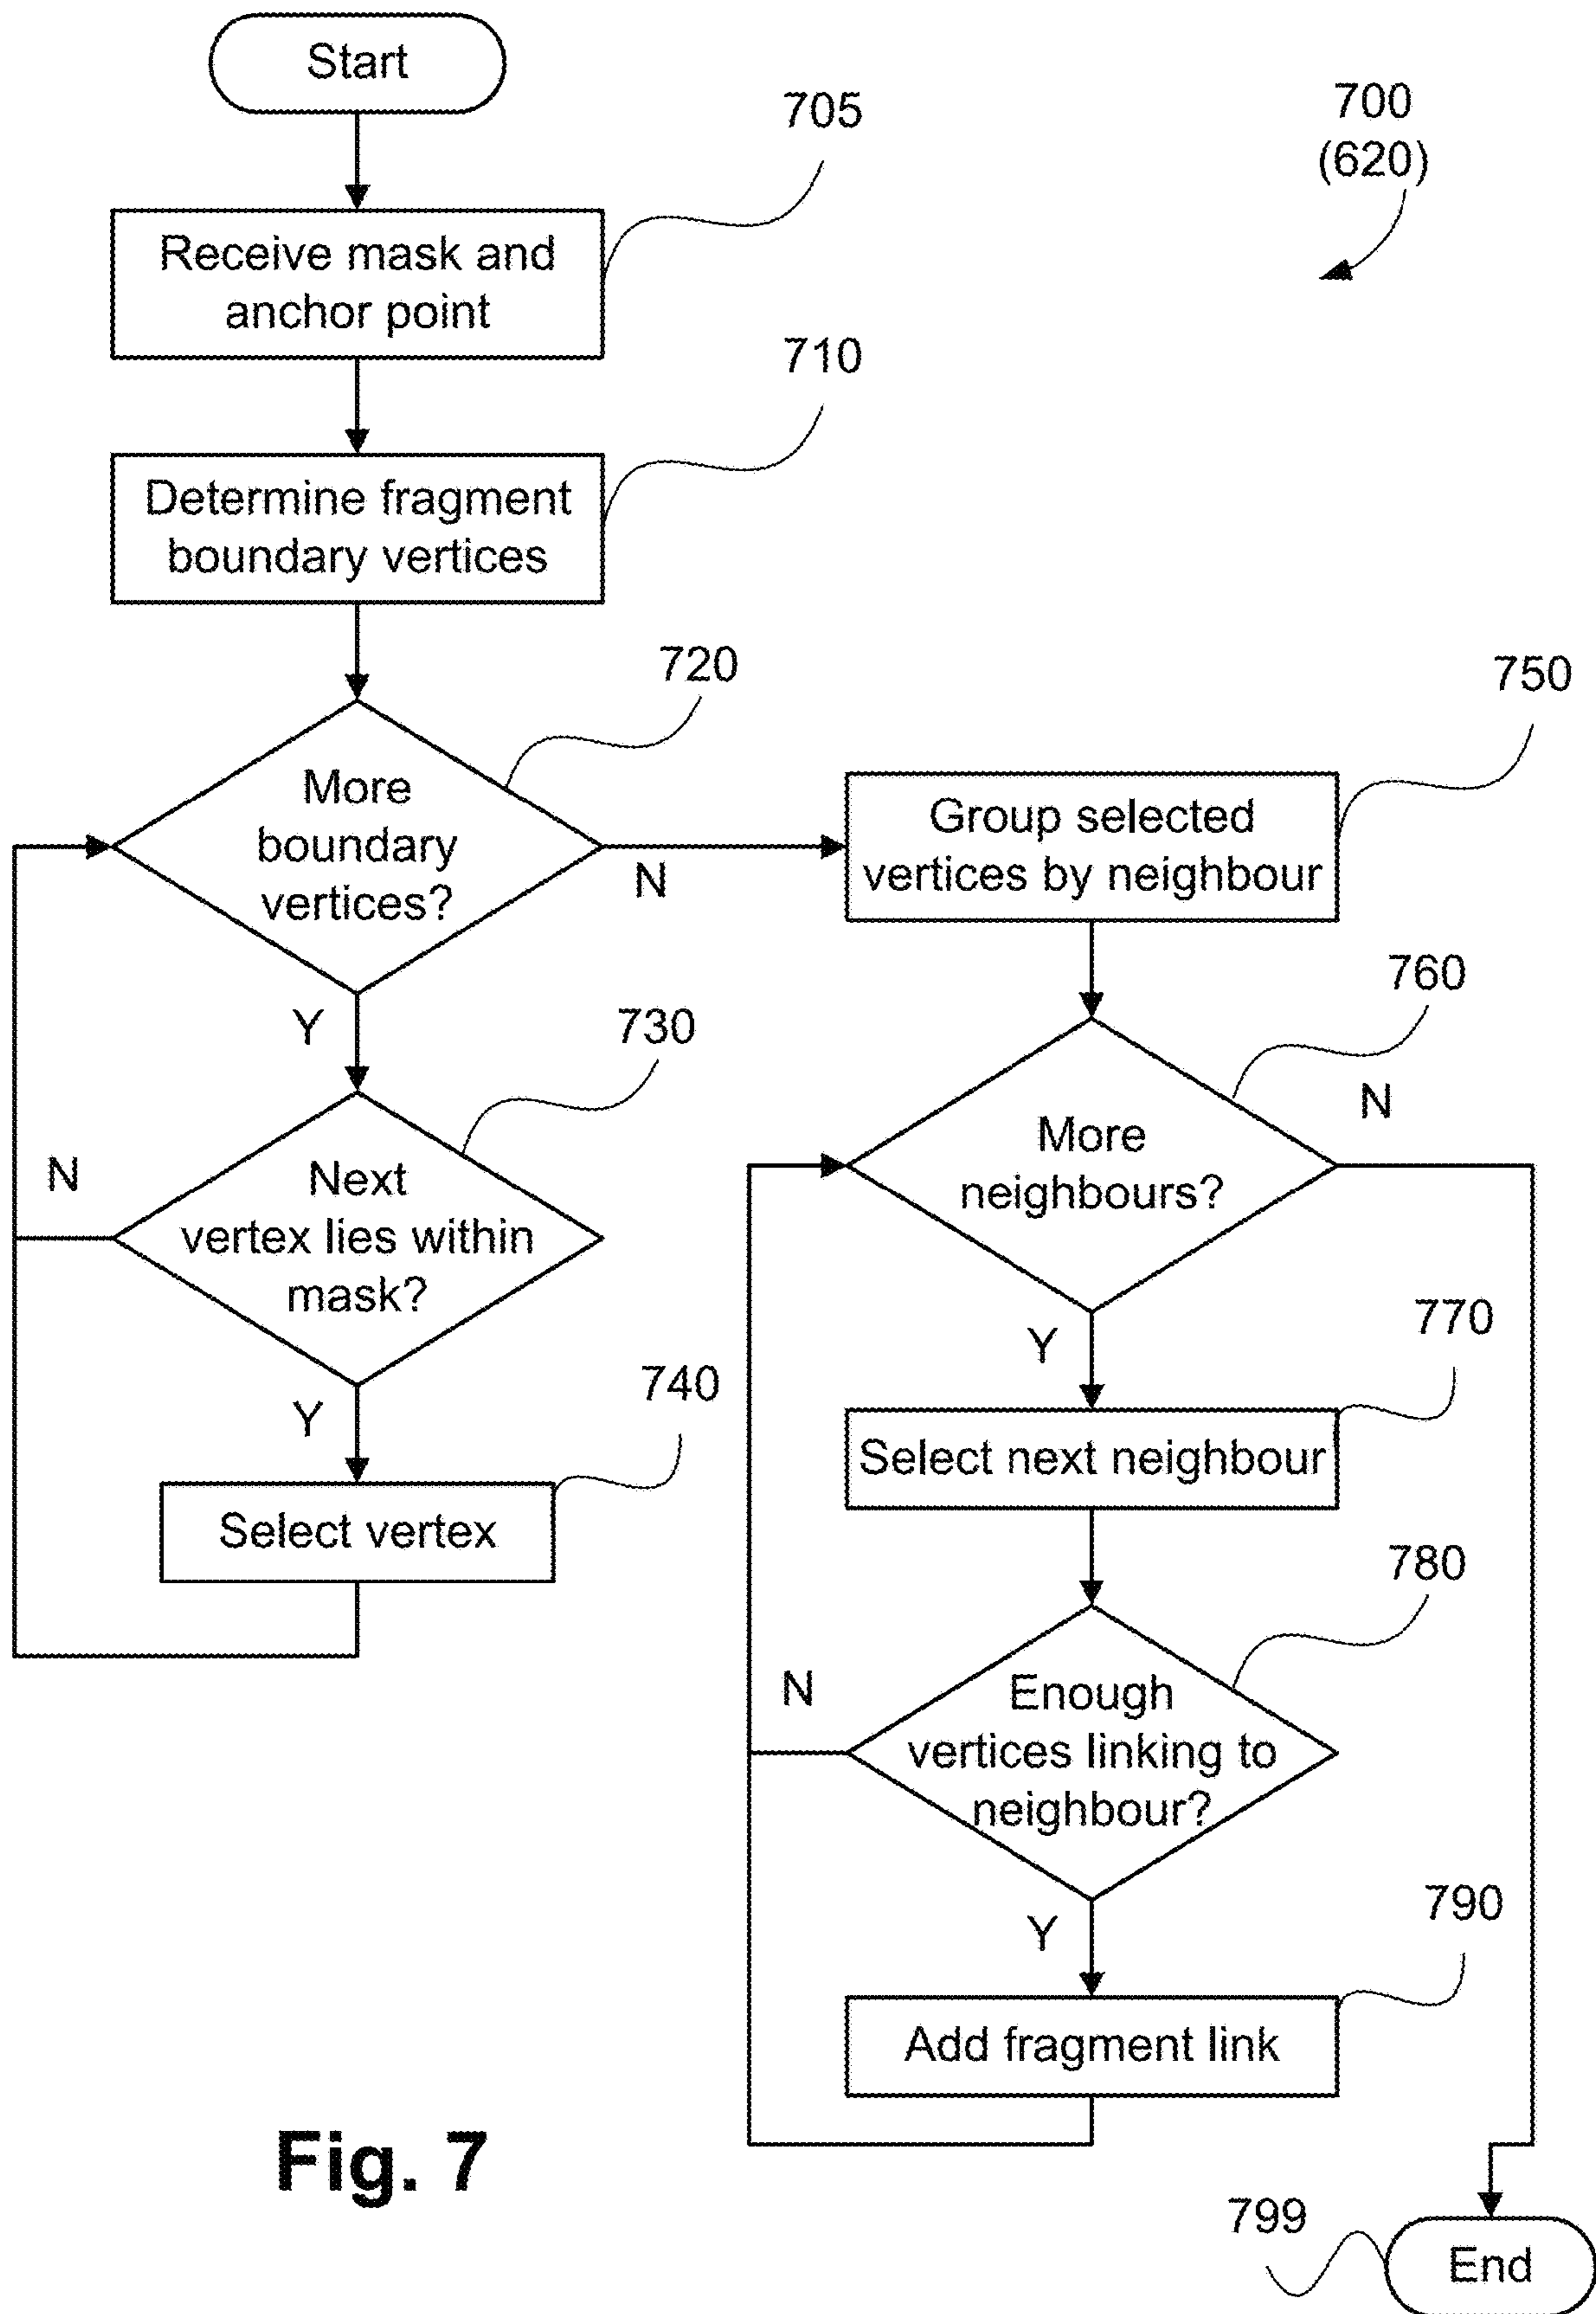 Start
705
700
(620)
Receive mask and
anchor point
710
Determine fragment
boundary vertices
720
750
More
boundary
vertices?
N
Group selected
vertices by neighbour
Y
730
760
N
Next
vertex lies within
mask?
More
neighbours?
N
Y
740
Select vertex
Y
770
Select next neighbour
780
N
Enough
vertices linking to
neighbour?
Y
790
Add fragment link
Fig. 7
799
End